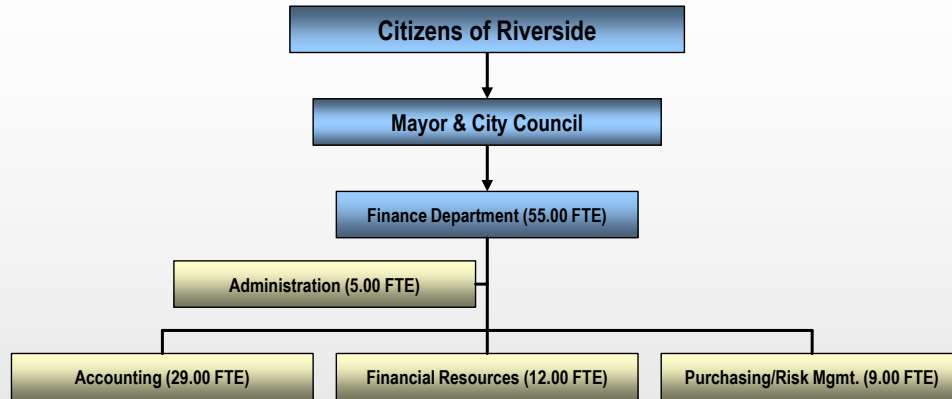 Citizens of Riverside
Mayor & City Council
Finance Department (55.00 FTE)
Administration (5.00 FTE)
Accounting (29.00 FTE)
Financial Resources (12.00 FTE)
Purchasing/Risk Mgmt. (9.00 FTE)